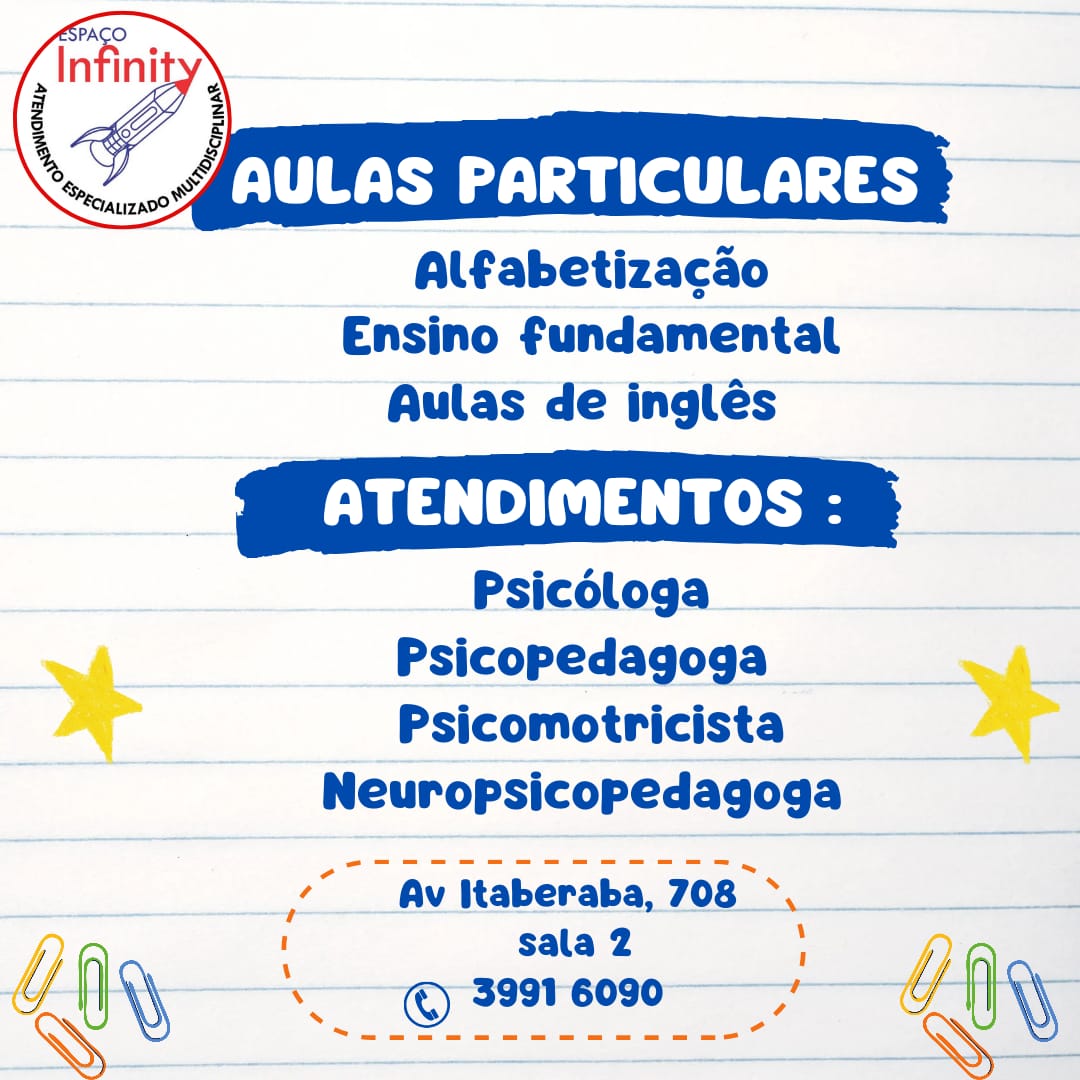 ESPAÇO
Infinity
ATENDIMENTO ESPECIALIZADO MULTIDISCIPLINAR
AULAS PARTICULARES
Alfabetização
Ensino fundamental
Aulas de inglês
ATENDIMENTOS :
Psicóloga
Psicopedagoga
Psicomotricista
Neuropsicopedagoga
Av Itaberaba, 708
sala 2
3991 6090